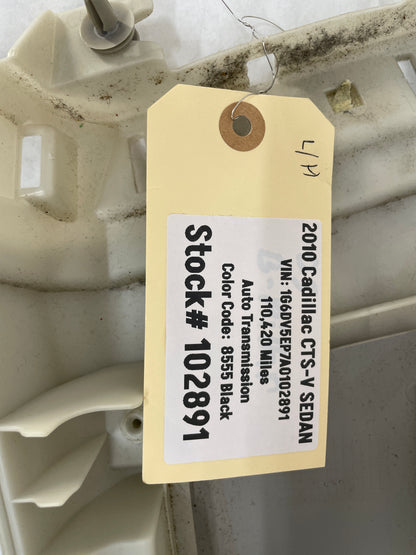 L/H
2010 Cadillac CTS-V SEDAN
VIN: 1G6DV5EP7A0102891
110,420 Miles
Auto Transmission
Color Code: 8555 Black
Stock# 102891